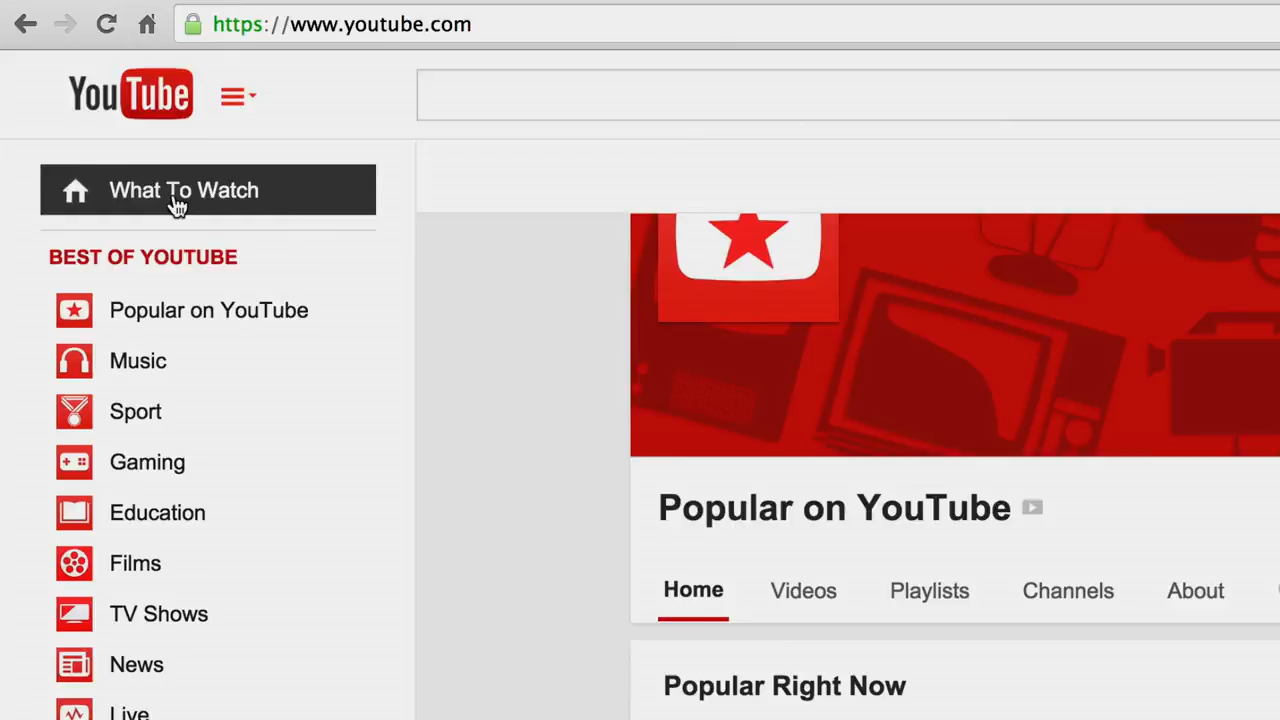 https://www.youtube.com
YouTube
What To Watch
BEST OF YOUTUBE
Popular on YouTube
Music
Sport
Gaming
Education
Films
TV Shows
News
Live
Popular on YouTube
Home Videos Playlists Channels About
Popular Right Now